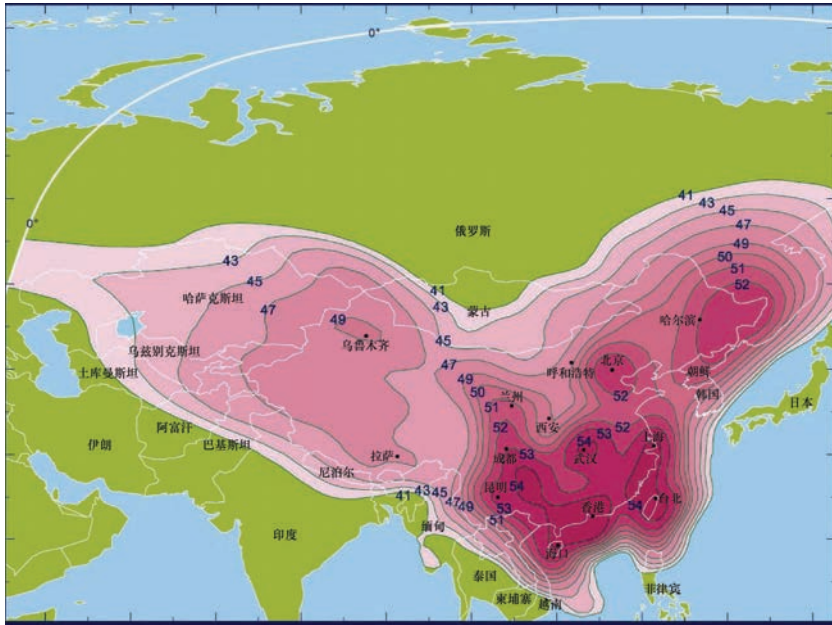 0°
41
43
45
47
49
50
51
52
0°
俄罗斯
43
45
47
49
41
43
45
47
49
50
51
52
哈萨克斯坦
蒙古
哈尔滨
乌鲁木齐
乌兹别克斯坦
土库曼斯坦
呼和浩特
北京
朝鲜
52
韩国
日本
兰州
西安
阿富汗
伊朗
巴基斯坦
拉萨
尼泊尔
成都
53
54
武汉
53
52
上海
41
43
45
47
49
昆明
54
53
51
香港
54
台北
印度
缅甸
海口
泰国
柬埔寨
越南
菲律宾